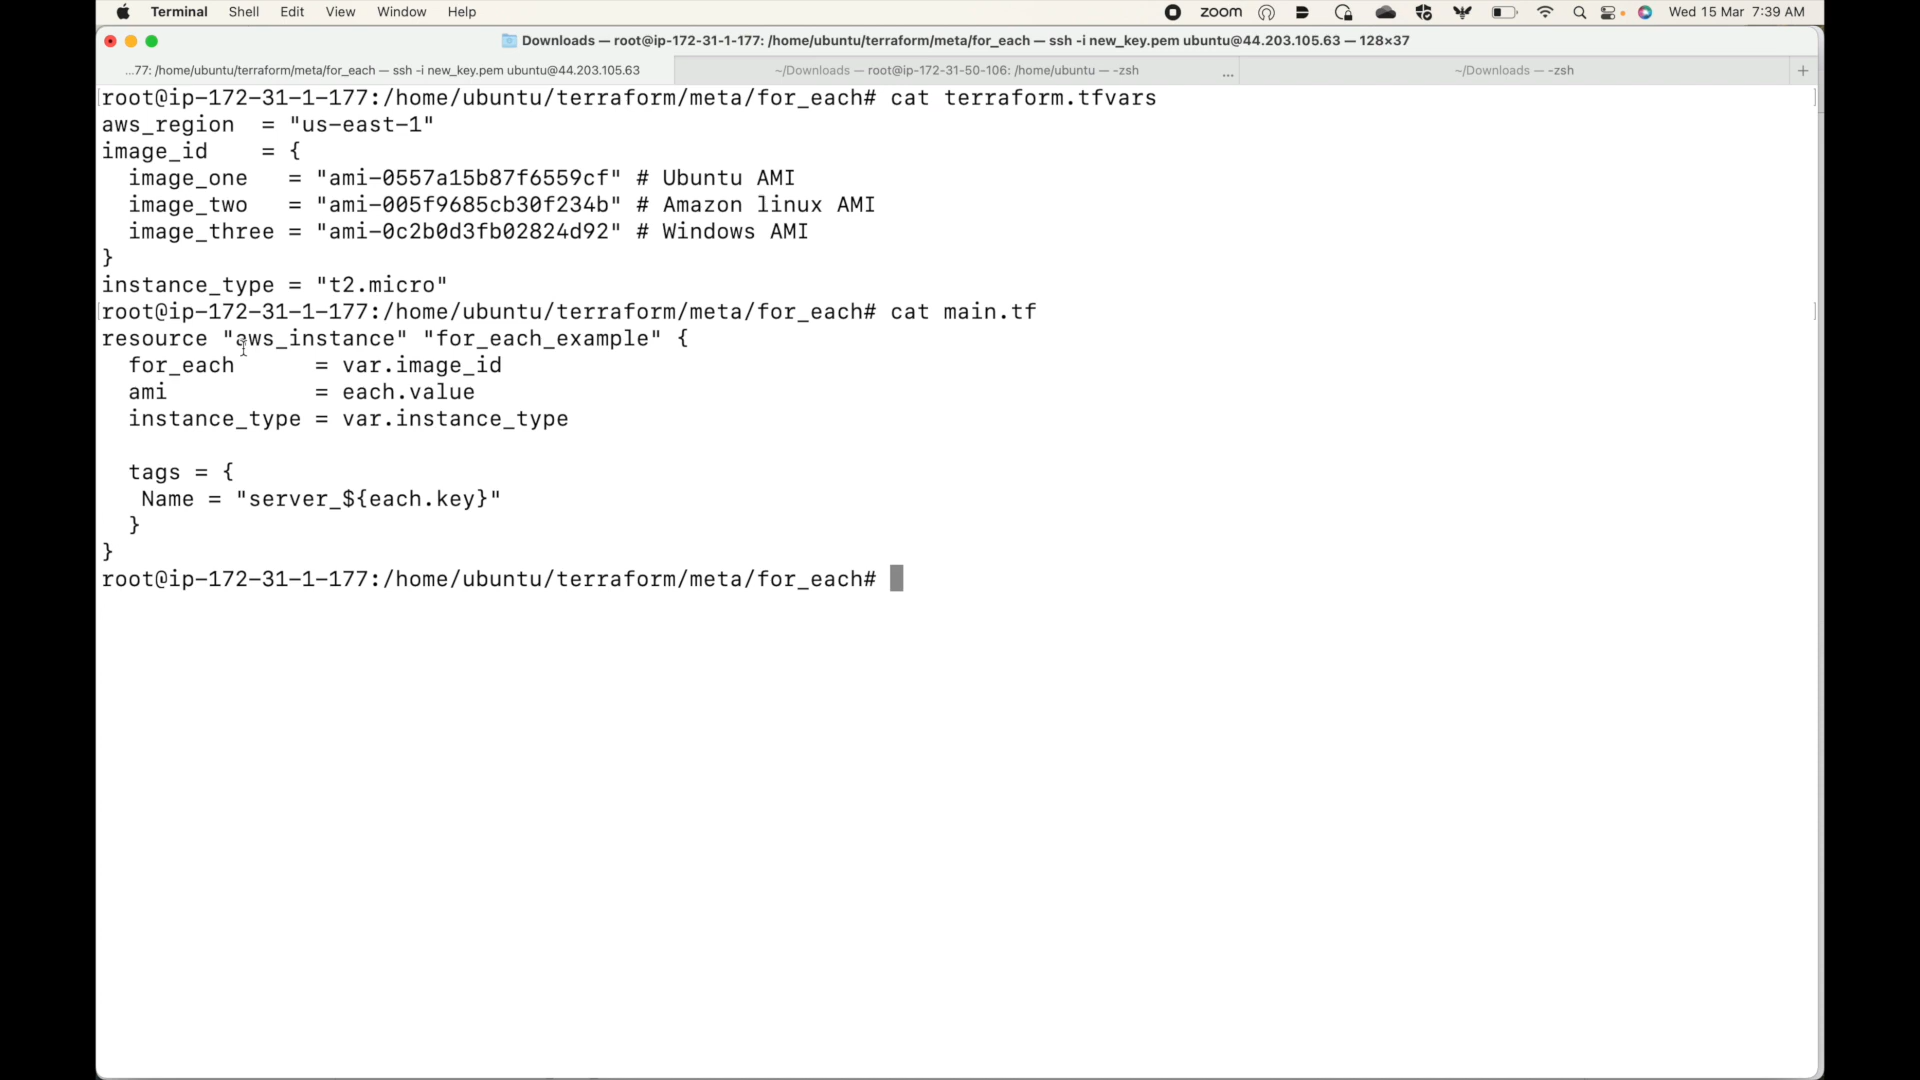 Terminal Shell Edit View Window Help zoom Wed 15 Mar 7:39 AM
Downloads — root@ip-172-31-1-177: /home/ubuntu/terraform/meta/for_each — ssh -i new_key.pem ubuntu@44.203.105.63 — 128×37
...77: /home/ubuntu/terraform/meta/for_each — ssh -i new_key.pem ubuntu@44.203.105.63 ~/Downloads — root@ip-172-31-50-106: /home/ubuntu — -zsh ... ~/Downloads — -zsh +
[root@ip-172-31-1-177:/home/ubuntu/terraform/meta/for_each# cat terraform.tfvars ]
aws_region  = "us-east-1"
image_id    = {
  image_one   = "ami-0557a15b87f6559cf" # Ubuntu AMI
  image_two   = "ami-005f9685cb30f234b" # Amazon linux AMI
  image_three = "ami-0c2b0d3fb02824d92" # Windows AMI
}
instance_type = "t2.micro"
[root@ip-172-31-1-177:/home/ubuntu/terraform/meta/for_each# cat main.tf ]
resource "aws_instance" "for_each_example" {
  for_each      = var.image_id
  ami           = each.value
  instance_type = var.instance_type
  tags = {
   Name = "server_${each.key}"
  }
}
root@ip-172-31-1-177:/home/ubuntu/terraform/meta/for_each#